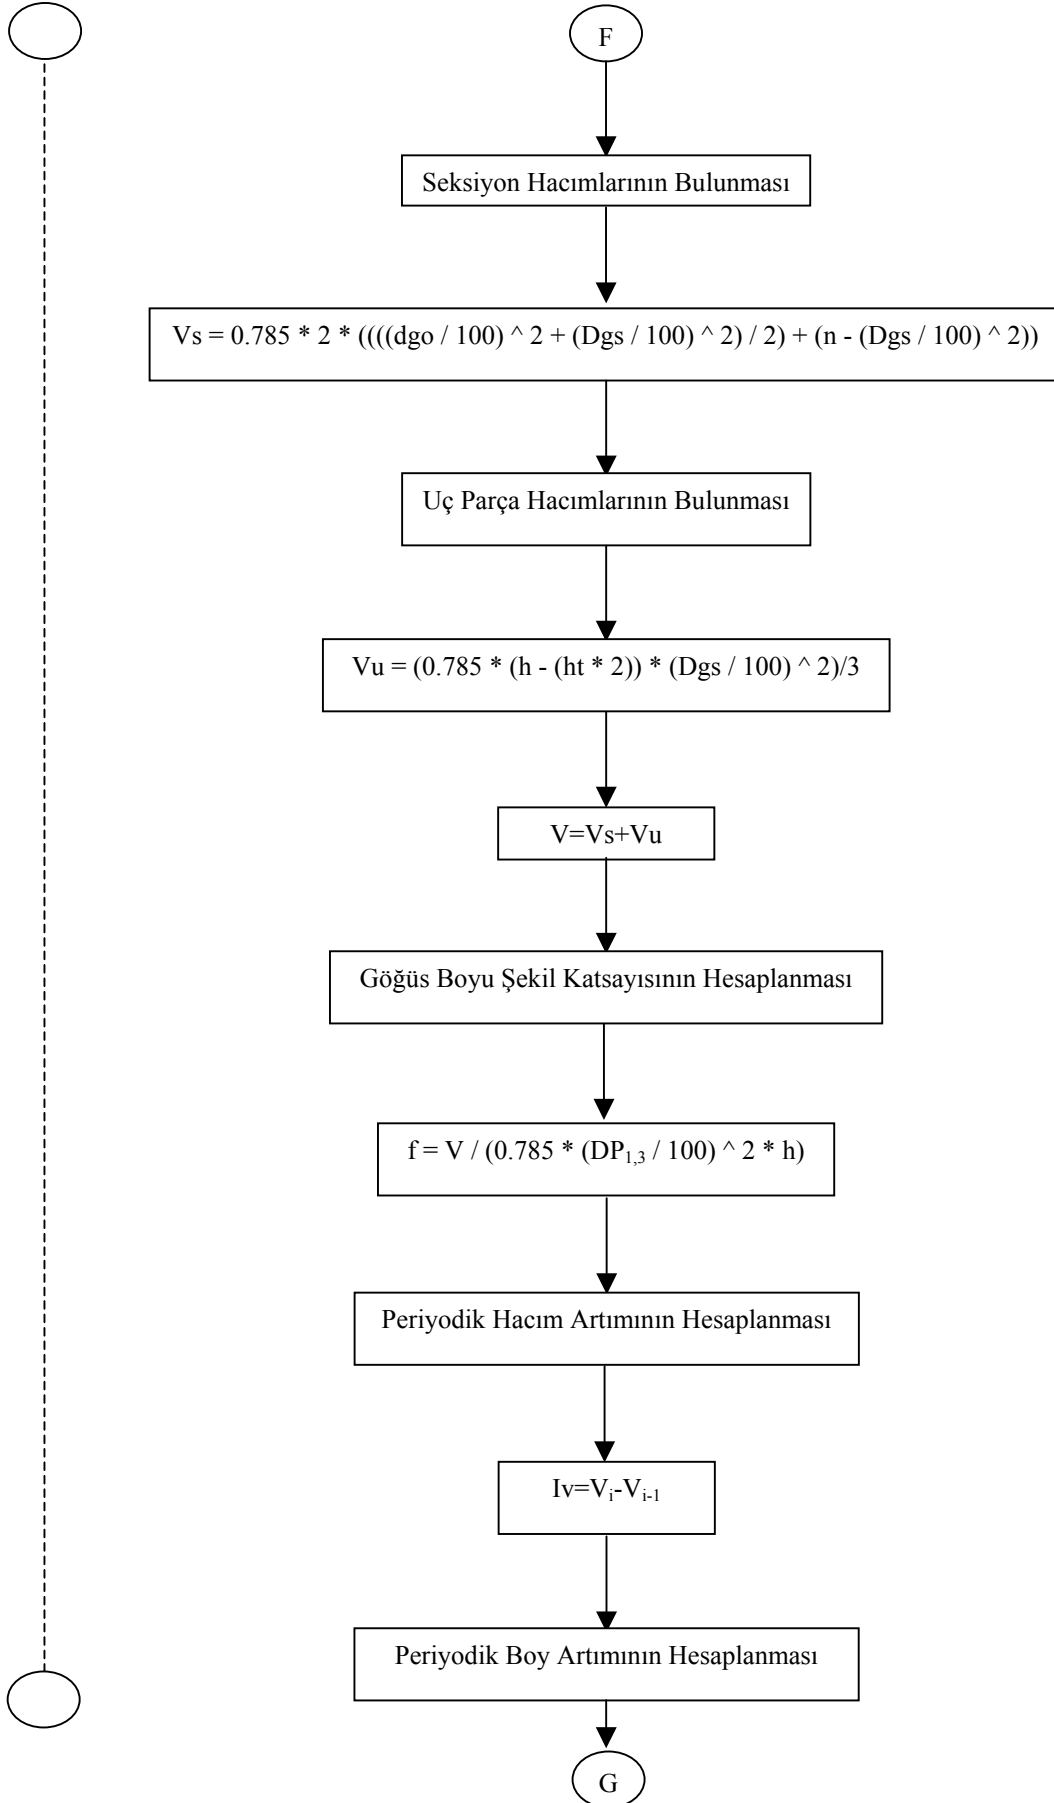 F
Seksiyon Hacımlarının Bulunması
Vs = 0.785 * 2 * ((((dgo / 100) ^ 2 + (Dgs / 100) ^ 2) / 2) + (n - (Dgs / 100) ^ 2))
Uç Parça Hacımlarının Bulunması
Vu = (0.785 * (h - (ht * 2)) * (Dgs / 100) ^ 2)/3
V=Vs+Vu
Göğüs Boyu Şekil Katsayısının Hesaplanması
f = V / (0.785 * (DP1,3 / 100) ^ 2 * h)
Periyodik Hacım Artımının Hesaplanması
Iv=Vi-Vi-1
Periyodik Boy Artımının Hesaplanması
G